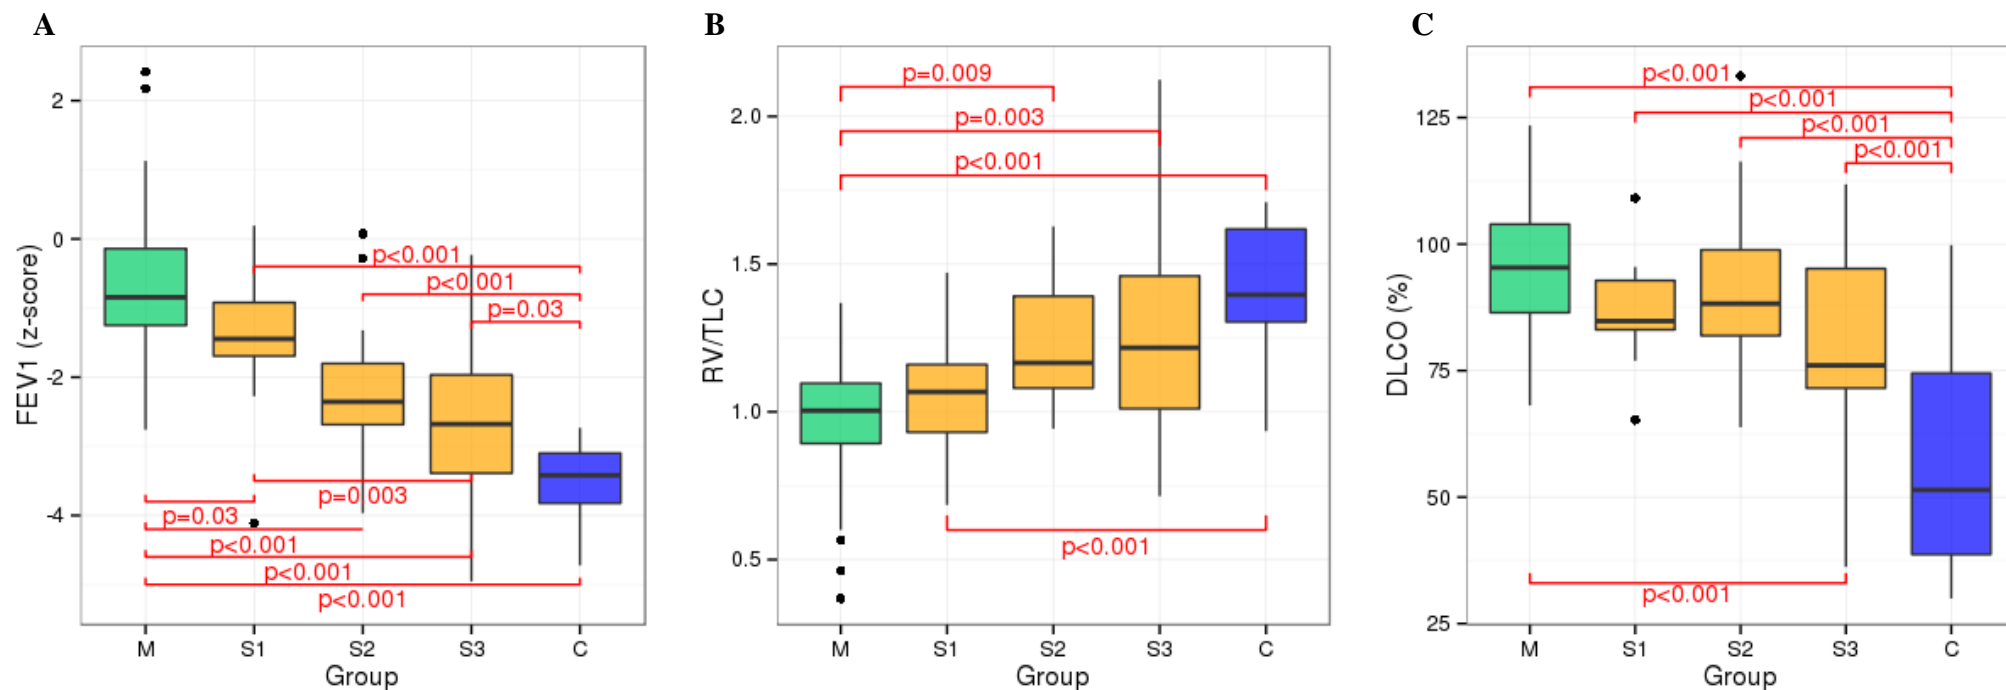 A
FEV1 (z-score)
2
0
-2
-4
p<0.001
p<0.001
p=0.03
p=0.003
p=0.03
p<0.001
p<0.001
p<0.001
M S1 S2 S3 C
Group
B
RV/TLC
2.0
1.5
1.0
0.5
p=0.009
p=0.003
p<0.001
p<0.001
M S1 S2 S3 C
Group
C
DLCO (%)
125
100
75
50
25
p<0.001
p<0.001
p<0.001
p<0.001
p<0.001
M S1 S2 S3 C
Group